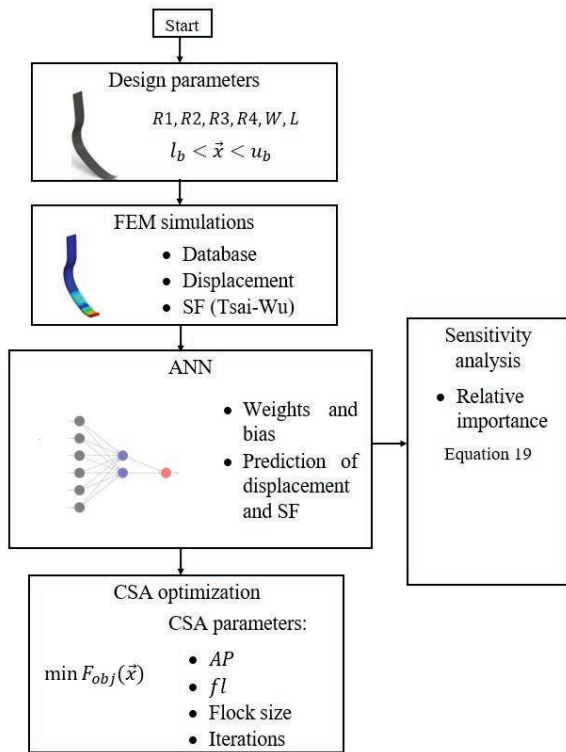 Start
Design parameters
R1, R2, R3, R4, W, L
l_b < x⃗ < u_b
FEM simulations
• Database
• Displacement
• SF (Tsai-Wu)
ANN
• Weights and
bias
• Prediction of
displacement
and SF
Sensitivity
analysis
• Relative
importance
Equation 19
CSA optimization
CSA parameters:
min F_obj(x⃗)
• AP
• fl
• Flock size
• Iterations